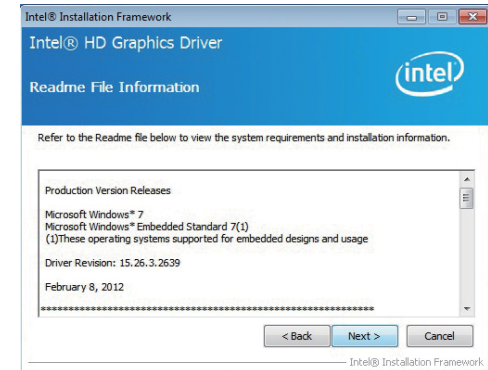 Intel® Installation Framework
Intel® HD Graphics Driver
intel
Readme File Information
Refer to the Readme file below to view the system requirements and installation information.
Production Version Releases
Microsoft Windows* 7
Microsoft Windows* Embedded Standard 7(1)
(1)These operating systems supported for embedded designs and usage
Driver Revision: 15.26.3.2639
February 8, 2012
****************************************************************
< Back Next > Cancel
Intel® Installation Framework